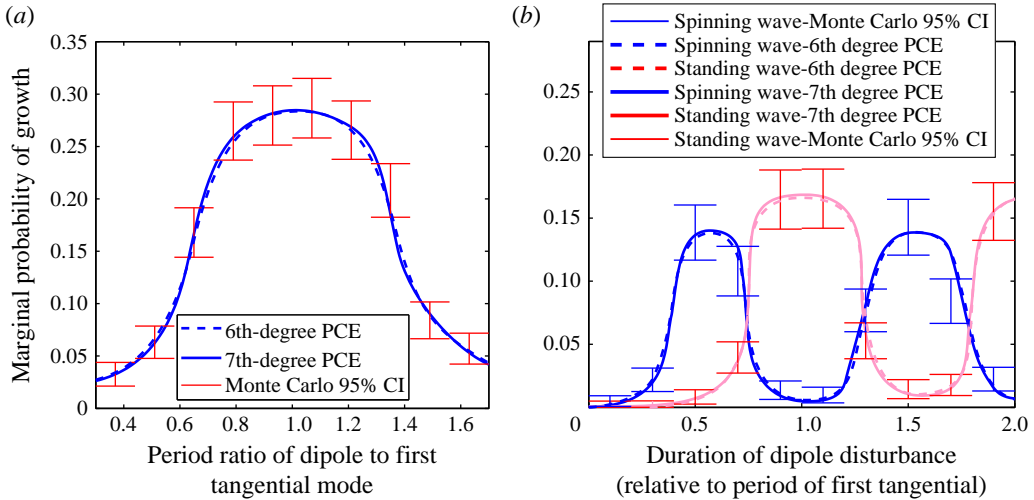 (a)
0.35
0.30
0.25
0.20
0.15
0.10
0.05
0
Marginal probability of growth
6th-degree PCE
7th-degree PCE
Monte Carlo 95% CI
0.4 0.6 0.8 1.0 1.2 1.4 1.6
Period ratio of dipole to first
tangential mode
(b)
Spinning wave-Monte Carlo 95% CI
Spinning wave-6th degree PCE
Standing wave-6th degree PCE
Spinning wave-7th degree PCE
Standing wave-7th degree PCE
Standing wave-Monte Carlo 95% CI
0.25
0.20
0.15
0.10
0.05
0
0.5 1.0 1.5 2.0
Duration of dipole disturbance
(relative to period of first tangential)